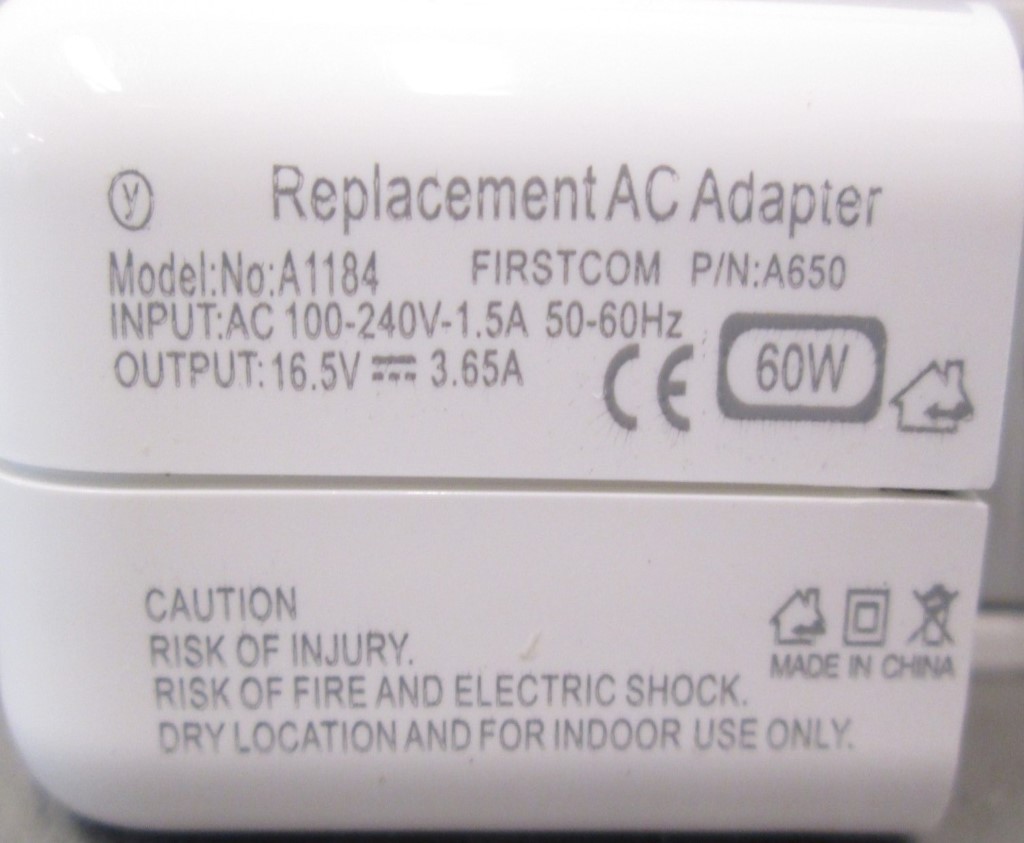 y Replacement AC Adapter
Model:No:A1184 FIRSTCOM P/N:A650
INPUT:AC 100-240V-1.5A 50-60Hz
OUTPUT: 16.5V ⎓ 3.65A CE 60W
CAUTION
RISK OF INJURY.
RISK OF FIRE AND ELECTRIC SHOCK.
DRY LOCATION AND FOR INDOOR USE ONLY.
MADE IN CHINA